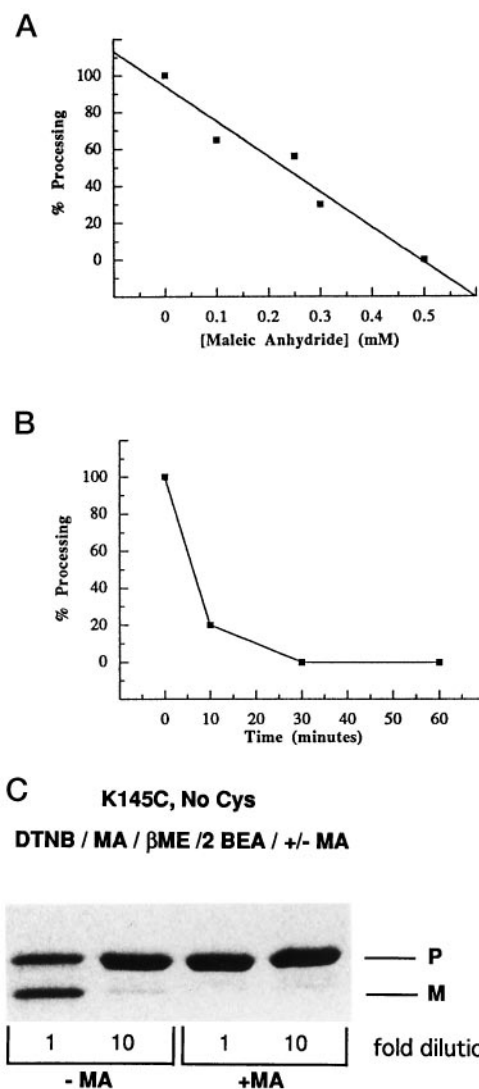 A
% Processing
100
80
60
40
20
0
0 0.1 0.2 0.3 0.4 0.5
[Maleic Anhydride] (mM)
B
% Processing
100
80
60
40
20
0
0 10 20 30 40 50 60
Time (minutes)
C
K145C, No Cys
DTNB / MA / βME /2 BEA / +/- MA
P
M
1 10 1 10 fold dilutio
- MA +MA